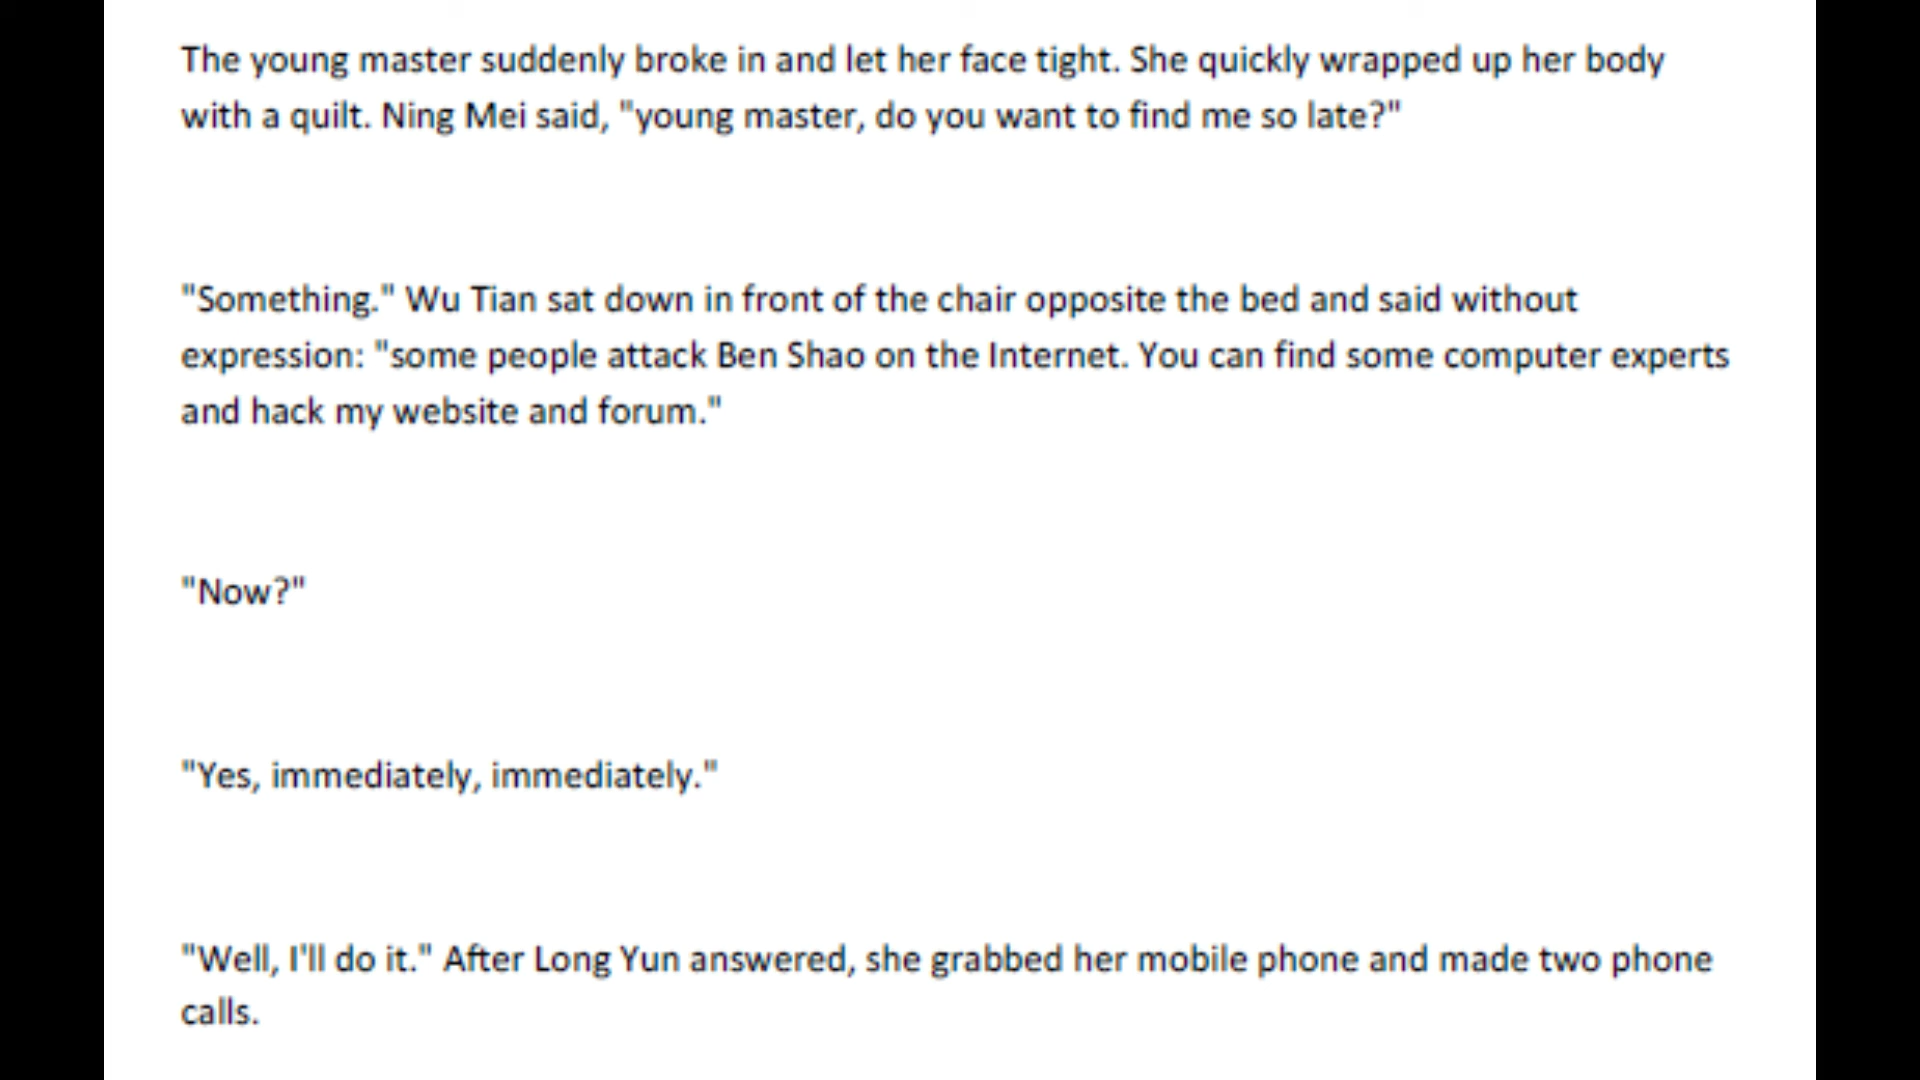 The young master suddenly broke in and let her face tight. She quickly wrapped up her body
with a quilt. Ning Mei said, "young master, do you want to find me so late?"
"Something." Wu Tian sat down in front of the chair opposite the bed and said without
expression: "some people attack Ben Shao on the Internet. You can find some computer experts
and hack my website and forum."
"Now?"
"Yes, immediately, immediately."
"Well, I'll do it." After Long Yun answered, she grabbed her mobile phone and made two phone
calls.